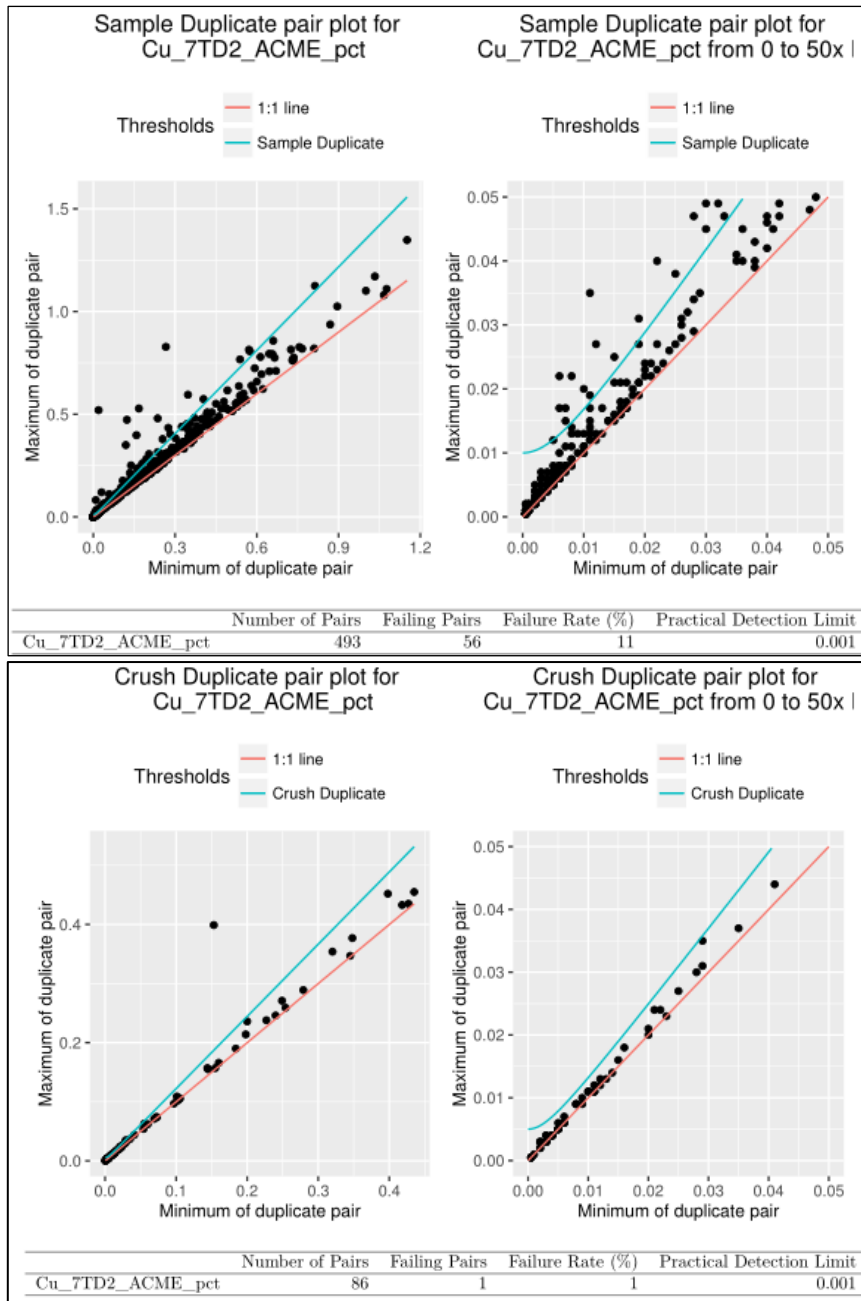 Sample Duplicate pair plot for
Cu_7TD2_ACME_pct
Thresholds
1:1 line
Sample Duplicate
Maximum of duplicate pair
1.5
1.0
0.5
0.0
0.0 0.3 0.6 0.9 1.2
Minimum of duplicate pair
Sample Duplicate pair plot for
Cu_7TD2_ACME_pct from 0 to 50x
Thresholds
1:1 line
Sample Duplicate
Maximum of duplicate pair
0.05
0.04
0.03
0.02
0.01
0.00
0.00 0.01 0.02 0.03 0.04 0.05
Minimum of duplicate pair
Number of Pairs Failing Pairs Failure Rate (%) Practical Detection Limit
Cu_7TD2_ACME_pct 493 56 11 0.001
Crush Duplicate pair plot for
Cu_7TD2_ACME_pct
Thresholds
1:1 line
Crush Duplicate
Maximum of duplicate pair
0.4
0.2
0.0
0.0 0.1 0.2 0.3 0.4
Minimum of duplicate pair
Crush Duplicate pair plot for
Cu_7TD2_ACME_pct from 0 to 50x
Thresholds
1:1 line
Crush Duplicate
Maximum of duplicate pair
0.05
0.04
0.03
0.02
0.01
0.00
0.00 0.01 0.02 0.03 0.04 0.05
Minimum of duplicate pair
Number of Pairs Failing Pairs Failure Rate (%) Practical Detection Limit
Cu_7TD2_ACME_pct 86 1 1 0.001